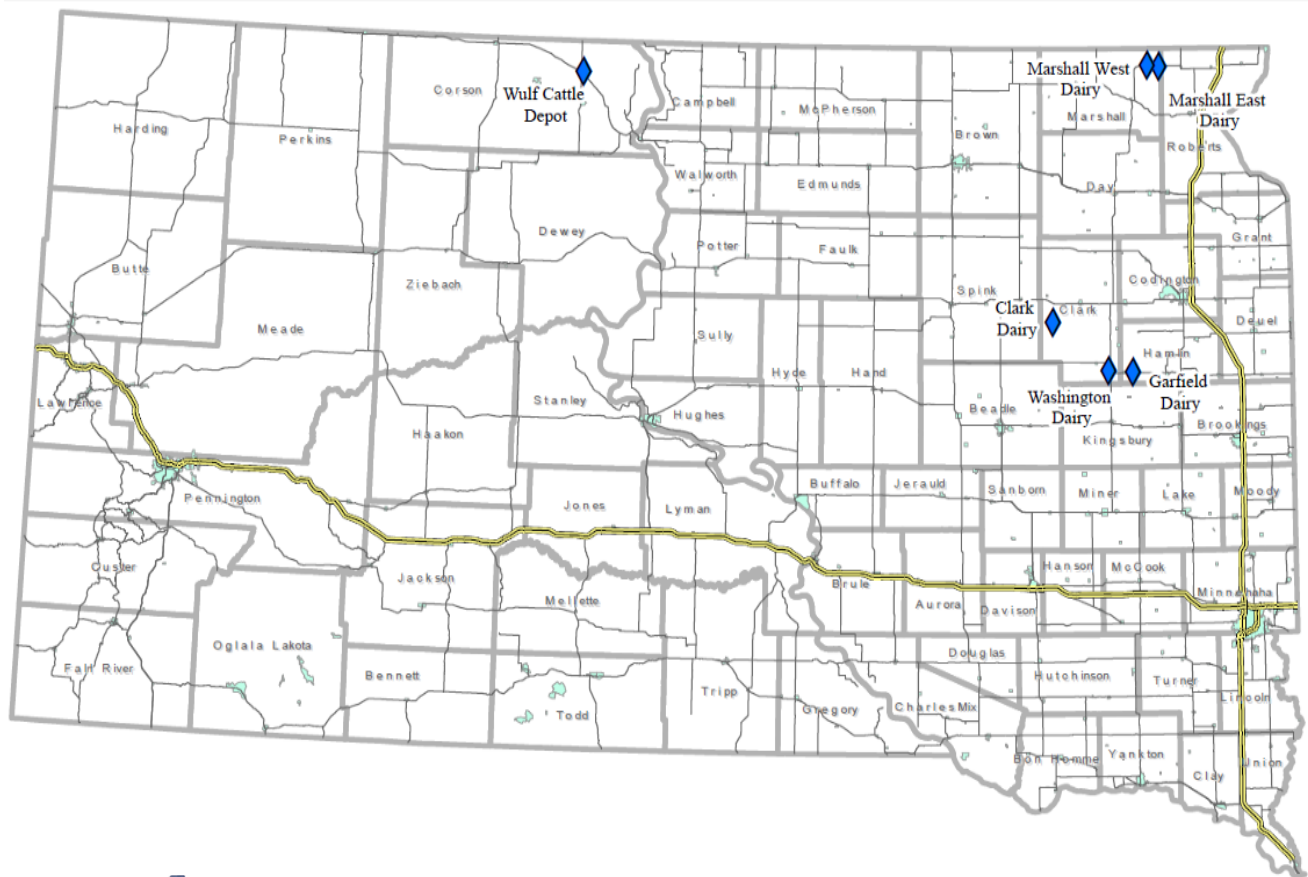 Marshall West
Dairy
Wulf Cattle
Depot
Corson
Campbell
McPherson
Marshall East
Dairy
Marshall
Harding
Perkins
Brown
Roberts
Walworth
Edmunds
Day
Dewey
Potter
Faulk
Grant
Butte
Ziebach
Spink
Codington
Meade
Clark
Dairy
Clark
Sully
Deuel
Hamlin
Hyde
Hand
Garfield
Dairy
Washington
Dairy
Lawrence
Stanley
Hughes
Beadle
Haakon
Kingsbury
Brookings
Buffalo
Jerauld
Sanborn
Miner
Lake
Moody
Pennington
Jones
Lyman
Custer
Jackson
Hanson
McCook
Brule
Minnehaha
Mellette
Aurora
Davison
Oglala Lakota
Douglas
Fall River
Bennett
Hutchinson
Turner
Tripp
Lincoln
Todd
Gregory
Charles Mix
Bon Homme
Yankton
Union
Clay